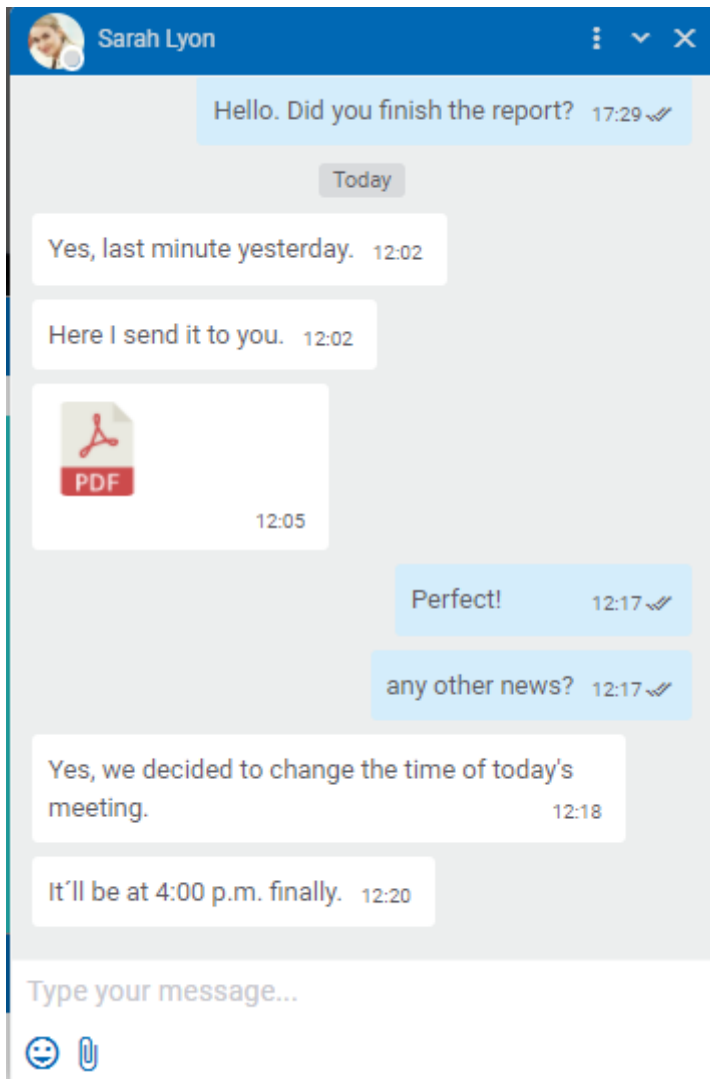 Sarah Lyon
Hello. Did you finish the report? 17:29
Today
Yes, last minute yesterday. 12:02
Here I send it to you. 12:02
PDF
12:05
Perfect! 12:17
any other news? 12:17
Yes, we decided to change the time of today's
meeting. 12:18
It´ll be at 4:00 p.m. finally. 12:20
Type your message...